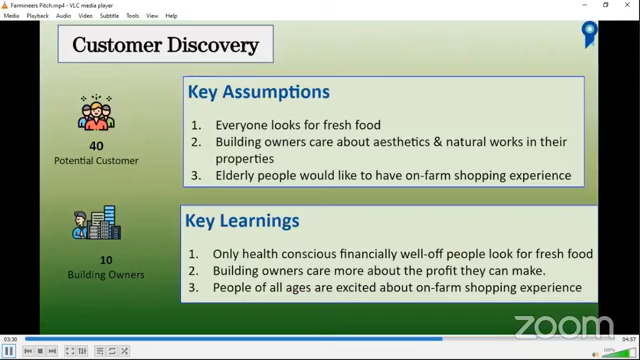 Farmineers Pitch.mp4 - VLC media player
Media Playback Audio Video Subtitle Tools View Help
Customer Discovery
Key Assumptions
1. Everyone looks for fresh food
2. Building owners care about aesthetics & natural works in their
properties
3. Elderly people would like to have on-farm shopping experience
40
Potential Customer
Key Learnings
1. Only health conscious financially well-off people look for fresh food
2. Building owners care more about the profit they can make.
3. People of all ages are excited about on-farm shopping experience
10
Building Owners
zoom
03:30
04:37